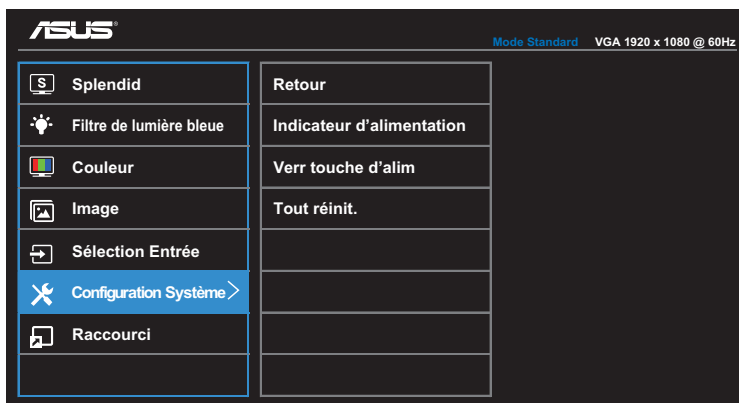 ASUS®
Mode Standard VGA 1920 x 1080 @ 60Hz
S Splendid
Filtre de lumière bleue
Couleur
Image
Sélection Entrée
Configuration Système >
Raccourci
Retour
Indicateur d’alimentation
Verr touche d’alim
Tout réinit.